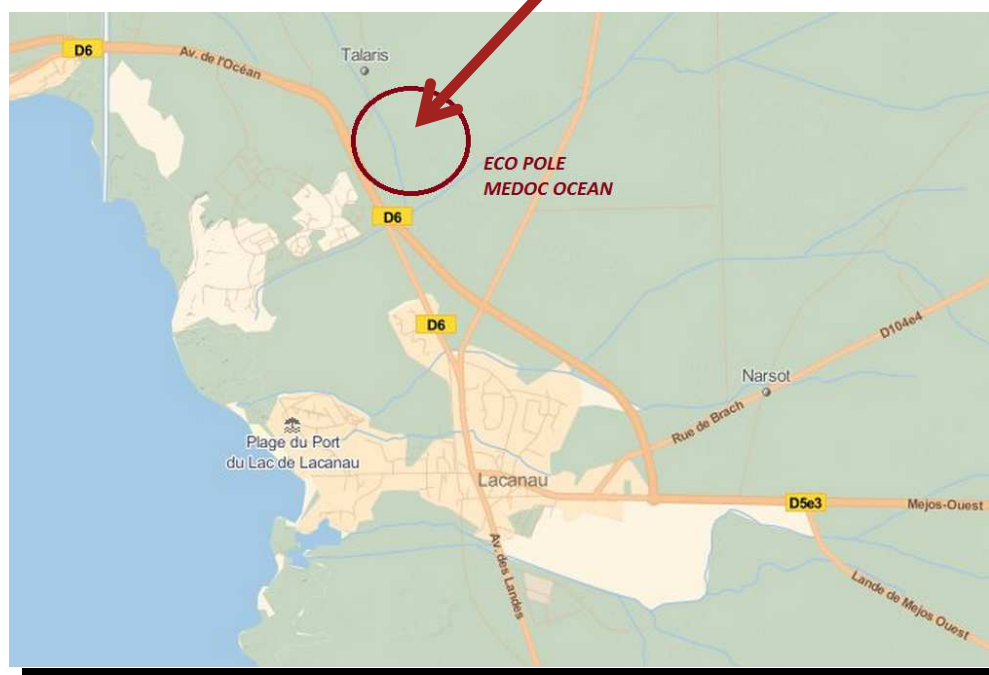 D6
Av. de l'Océan
Talaris
ECO POLE
MEDOC OCEAN
D6
D6
D104e4
Narsot
Rue de Brach
Plage du Port
du Lac de Lacanau
Lacanau
D5e3
Mejos-Ouest
Av. des Landes
Lande de Mejos Ouest